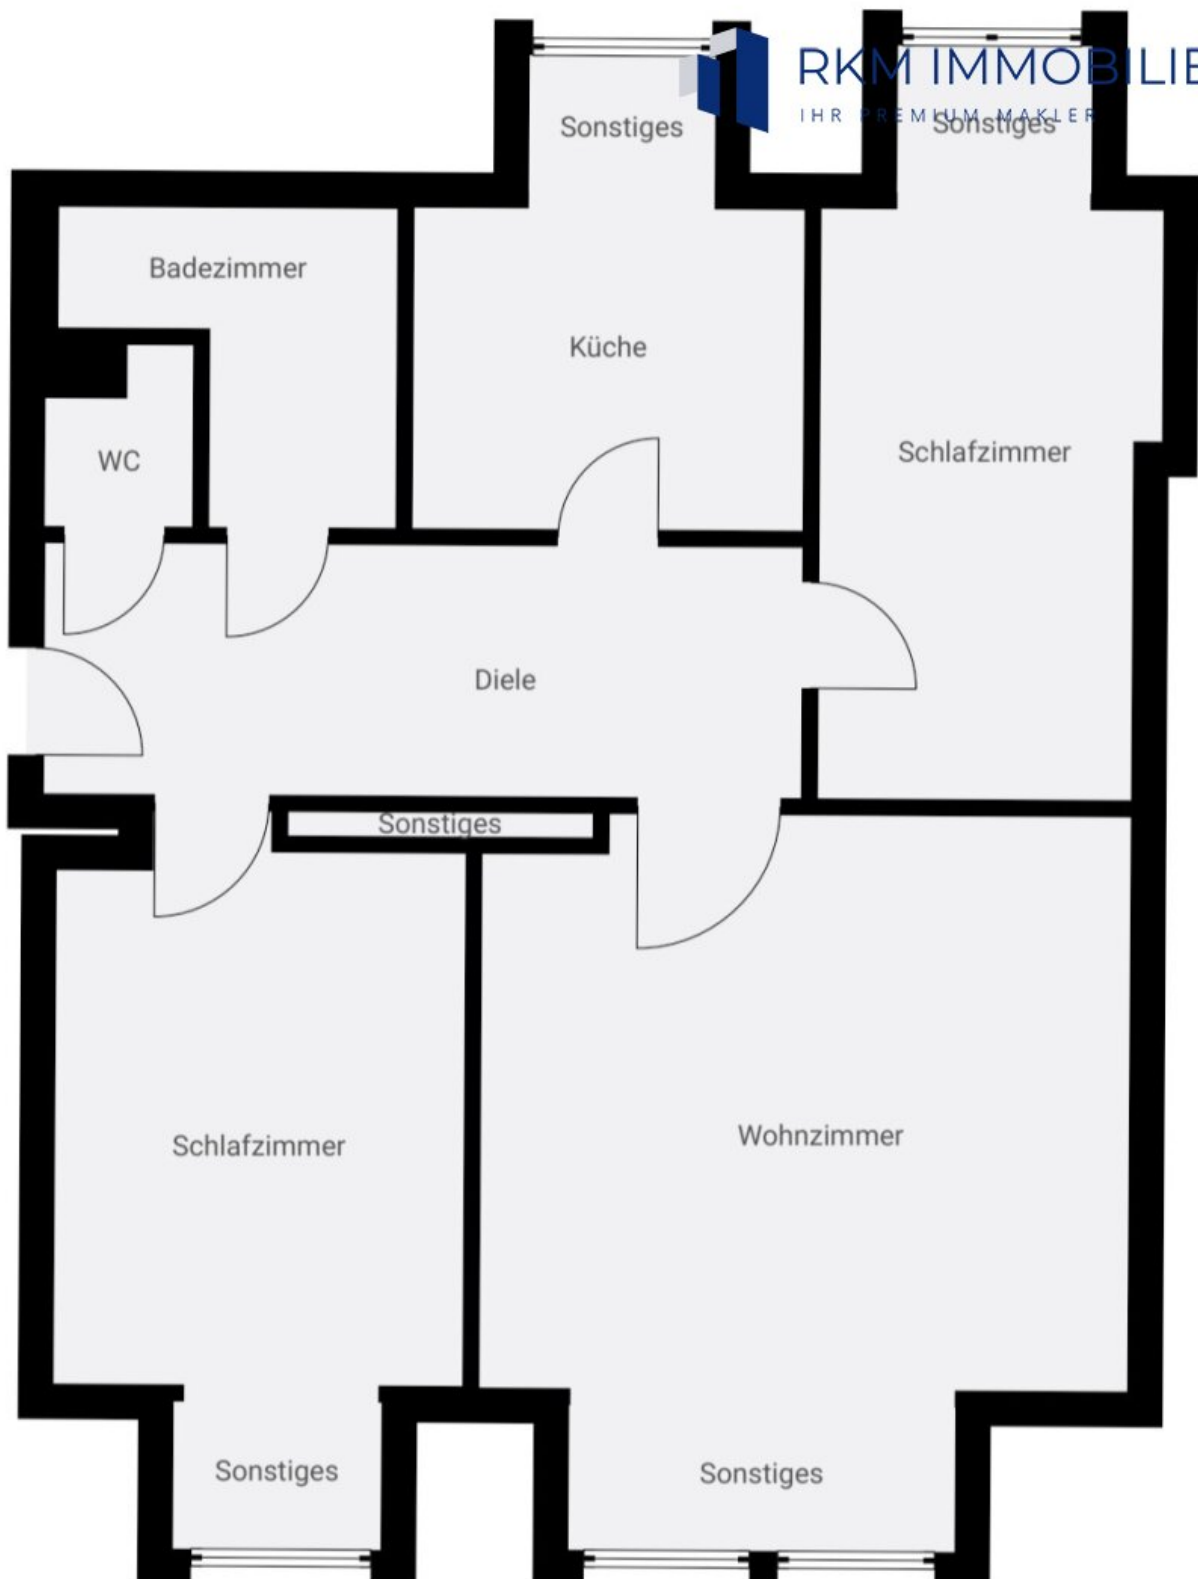 RKM IMMOBILIE
IHR PREMIUM MAKLER
Sonstiges
Sonstiges
Badezimmer
Küche
Schlafzimmer
WC
Diele
Sonstiges
Schlafzimmer
Wohnzimmer
Sonstiges
Sonstiges